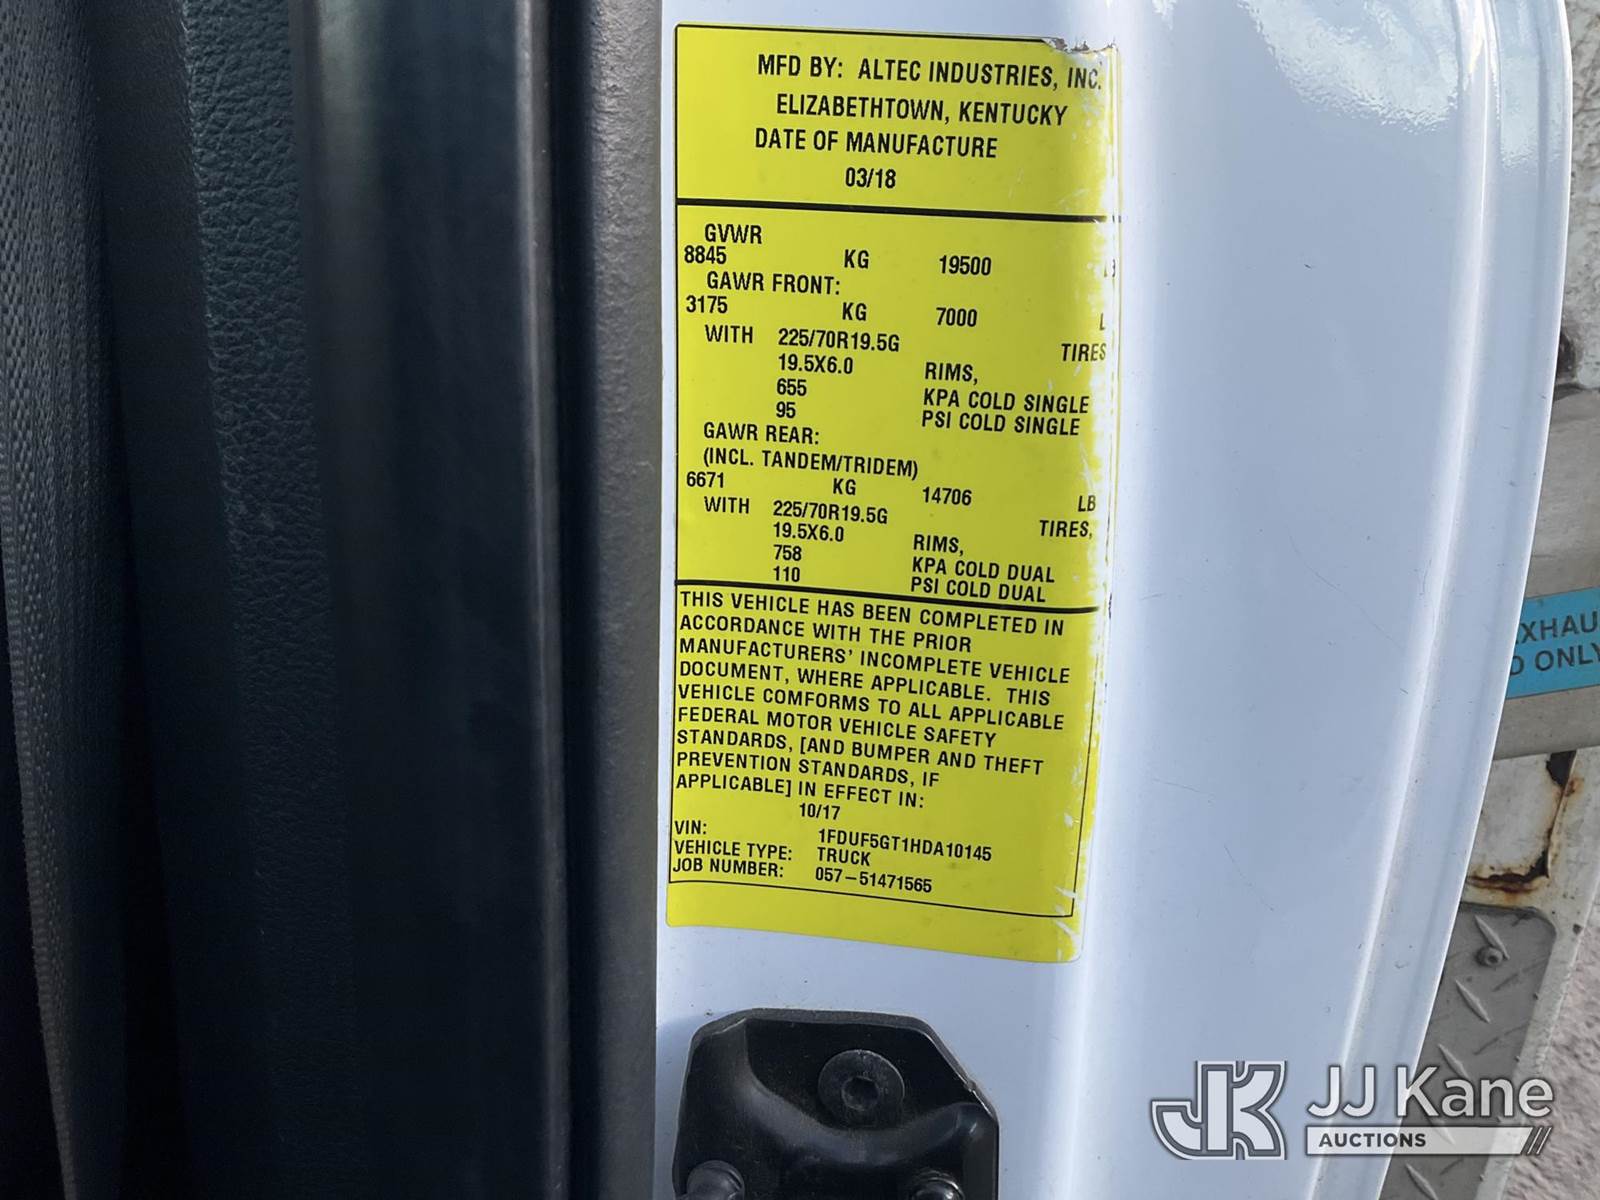 MFD BY: ALTEC INDUSTRIES, INC.
ELIZABETHTOWN, KENTUCKY
DATE OF MANUFACTURE
03/18
GVWR
8845 KG 19500
GAWR FRONT:
3175 KG 7000 L
WITH 225/70R19.5G TIRES
19.5X6.0 RIMS,
655 KPA COLD SINGLE
95 PSI COLD SINGLE
GAWR REAR:
(INCL. TANDEM/TRIDEM)
6671 KG 14706 LB
WITH 225/70R19.5G TIRES,
19.5X6.0 RIMS,
758 KPA COLD DUAL
110 PSI COLD DUAL
THIS VEHICLE HAS BEEN COMPLETED IN
ACCORDANCE WITH THE PRIOR
MANUFACTURERS' INCOMPLETE VEHICLE
DOCUMENT, WHERE APPLICABLE. THIS
VEHICLE COMFORMS TO ALL APPLICABLE
FEDERAL MOTOR VEHICLE SAFETY
STANDARDS, [AND BUMPER AND THEFT
PREVENTION STANDARDS, IF
APPLICABLE] IN EFFECT IN:
10/17
VIN: 1FDUF5GT1HDA10145
VEHICLE TYPE: TRUCK
JOB NUMBER: 057-51471565
XHAU
D ONLY
JK JJ Kane
AUCTIONS